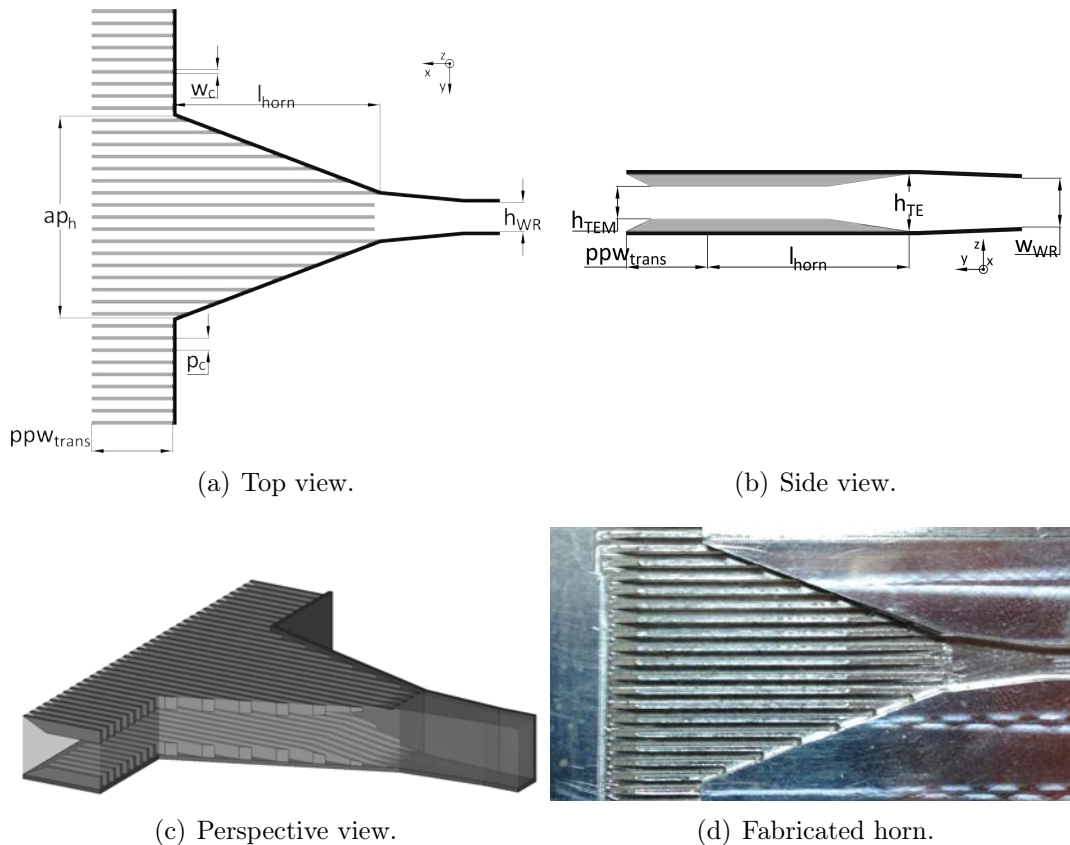 w_c
l_horn
z
x
y
ap_h
h_WR
p_c
ppw_trans
h_TEM
h_TE
w_WR
ppw_trans
l_horn
z
y
x
(a) Top view.
(b) Side view.
(c) Perspective view.
(d) Fabricated horn.